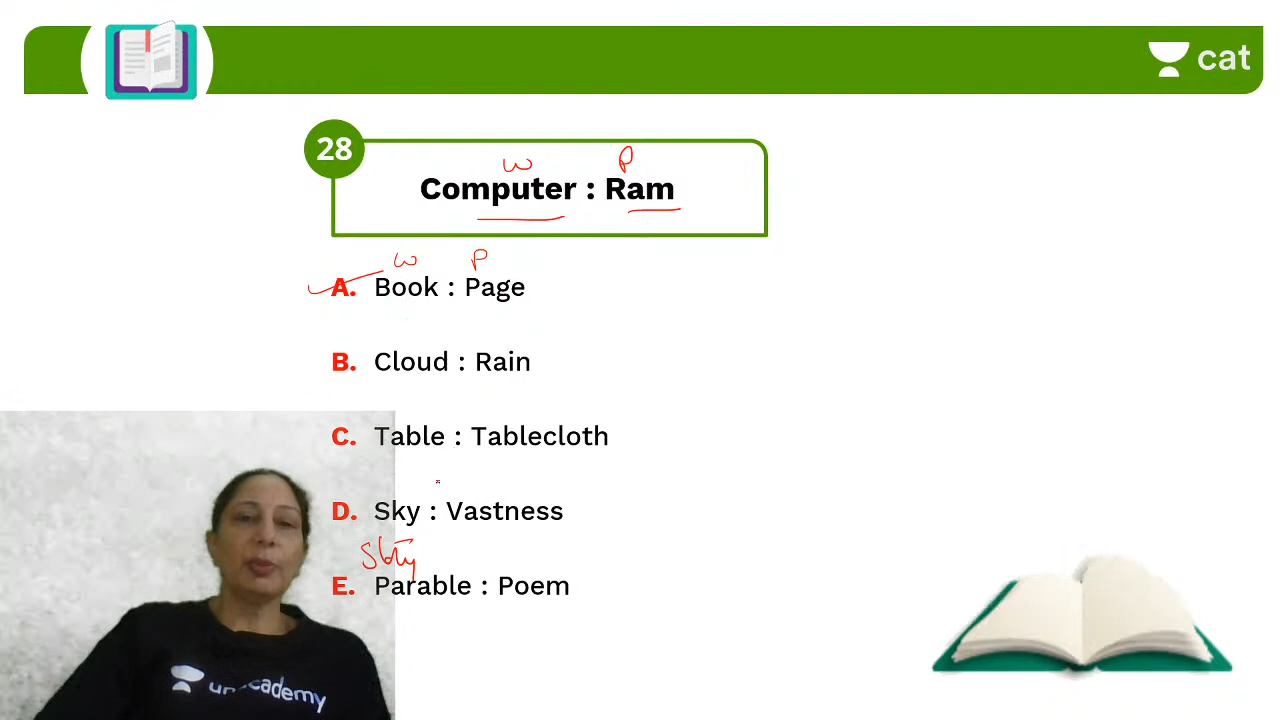 cat
28
W P
Computer : Ram
W P
A. Book : Page
B. Cloud : Rain
C. Table : Tablecloth
D. Sky : Vastness
Story
E. Parable : Poem
unacademy